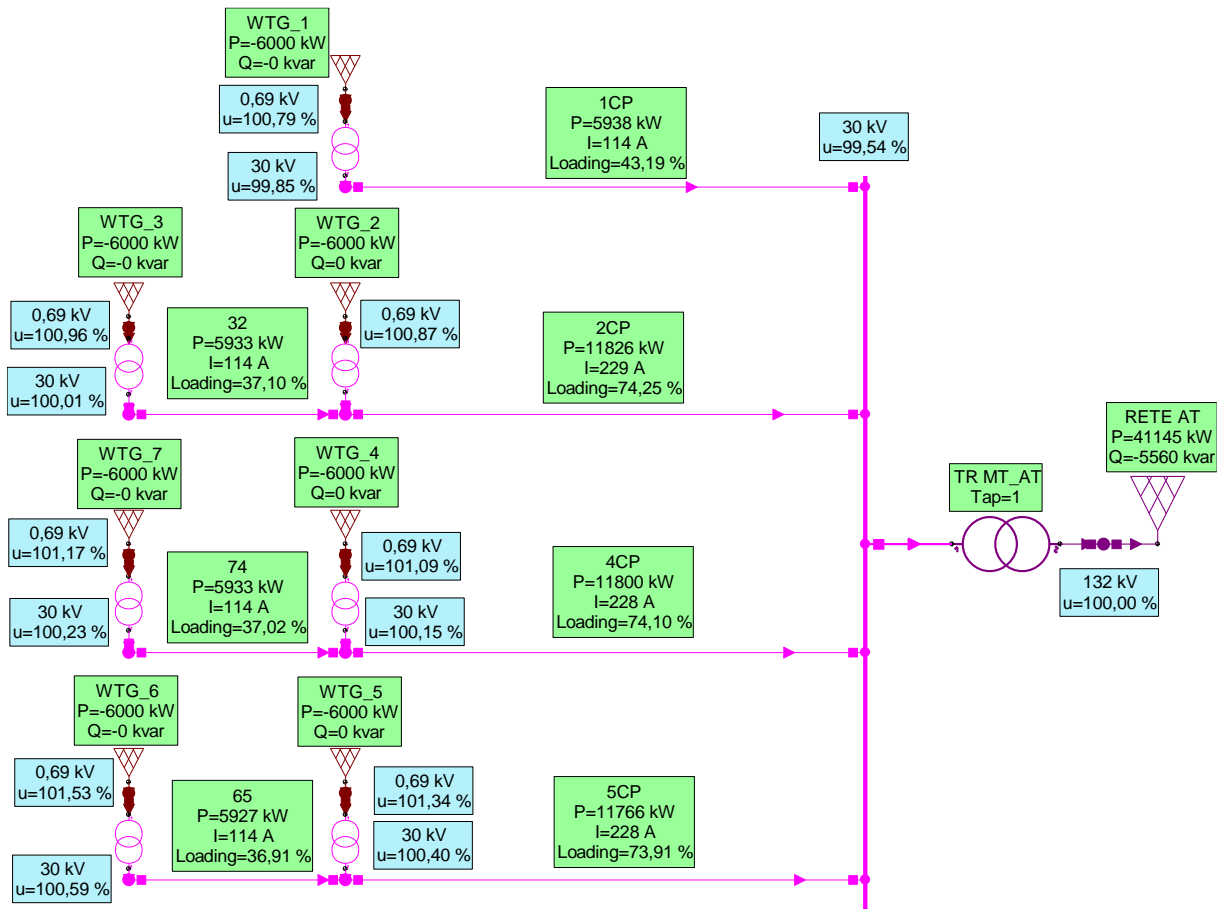 WTG_1
P=-6000 kW
Q=-0 kvar
0,69 kV
u=100,79 %
30 kV
u=99,85 %
1CP
P=5938 kW
I=114 A
Loading=43,19 %
30 kV
u=99,54 %
WTG_3
P=-6000 kW
Q=-0 kvar
WTG_2
P=-6000 kW
Q=0 kvar
0,69 kV
u=100,96 %
30 kV
u=100,01 %
32
P=5933 kW
I=114 A
Loading=37,10 %
0,69 kV
u=100,87 %
2CP
P=11826 kW
I=229 A
Loading=74,25 %
WTG_7
P=-6000 kW
Q=-0 kvar
WTG_4
P=-6000 kW
Q=0 kvar
0,69 kV
u=101,17 %
30 kV
u=100,23 %
74
P=5933 kW
I=114 A
Loading=37,02 %
0,69 kV
u=101,09 %
30 kV
u=100,15 %
4CP
P=11800 kW
I=228 A
Loading=74,10 %
TR MT_AT
Tap=1
RETE AT
P=41145 kW
Q=-5560 kvar
132 kV
u=100,00 %
WTG_6
P=-6000 kW
Q=-0 kvar
WTG_5
P=-6000 kW
Q=0 kvar
0,69 kV
u=101,53 %
30 kV
u=100,59 %
65
P=5927 kW
I=114 A
Loading=36,91 %
0,69 kV
u=101,34 %
30 kV
u=100,40 %
5CP
P=11766 kW
I=228 A
Loading=73,91 %